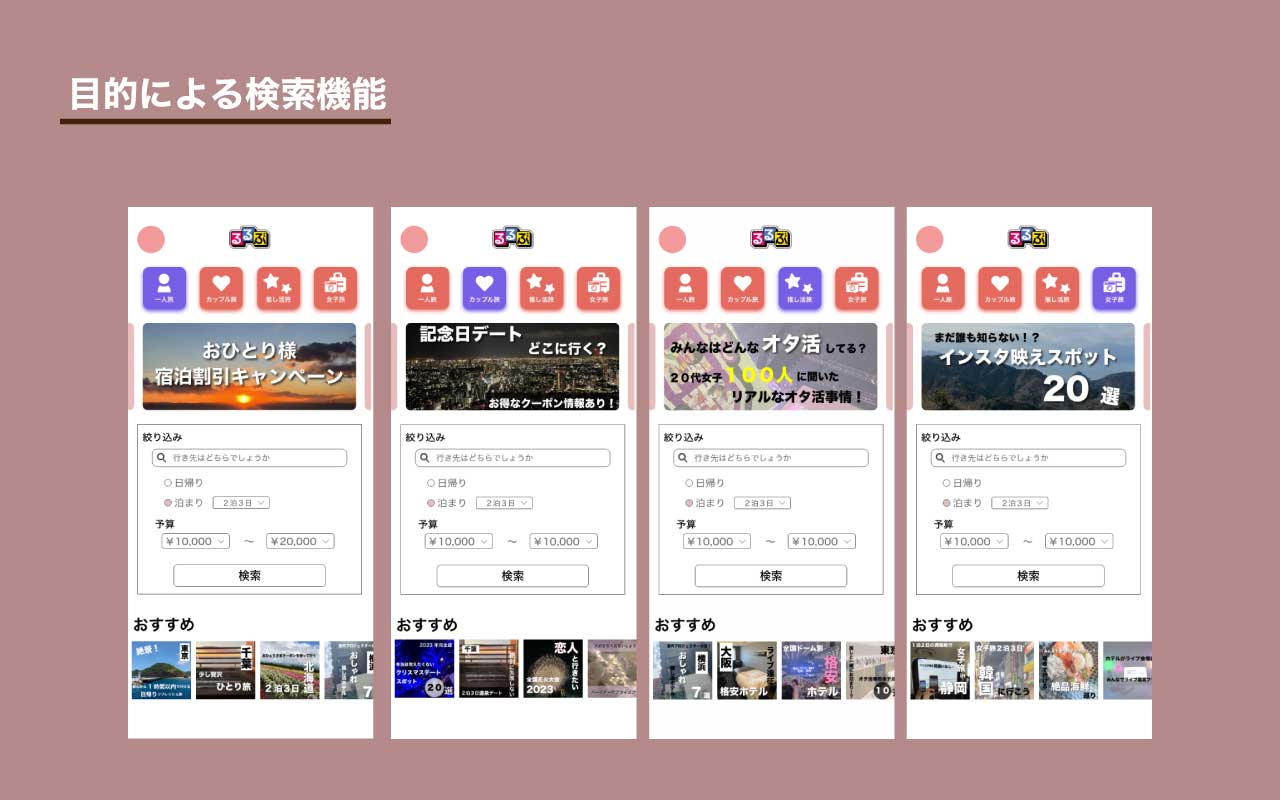 目的による検索機能
るるぶ
一人旅
カップル旅
推し活旅
女子旅
おひとり様
宿泊割引キャンペーン
絞り込み
行き先はどちらでしょうか
日帰り
泊まり
2泊3日
予算
¥10,000
〜
¥20,000
検索
おすすめ
絶景！
東京
千葉
少し贅沢
ひとり旅
北海道
2泊3日
るるぶ
一人旅
カップル旅
推し活旅
女子旅
記念日デート
どこに行く？
お得なクーポン情報あり！
絞り込み
行き先はどちらでしょうか
日帰り
泊まり
2泊3日
予算
¥10,000
〜
¥10,000
検索
おすすめ
クリスマスデート
スポット
20選
千葉
2泊3日温泉デート
恋人
と行きたい
全国花火大会
2023
るるぶ
一人旅
カップル旅
推し活旅
女子旅
みんなはどんなオタ活してる？
20代女子100人に聞いた
リアルなオタ活事情！
絞り込み
行き先はどちらでしょうか
日帰り
泊まり
2泊3日
予算
¥10,000
〜
¥10,000
検索
おすすめ
横浜
おしゃれ
7選
大阪
格安ホテル
全国ドーム別
格安
ホテル
10
るるぶ
一人旅
カップル旅
推し活旅
女子旅
まだ誰も知らない！？
インスタ映えスポット
20選
絞り込み
行き先はどちらでしょうか
日帰り
泊まり
2泊3日
予算
¥10,000
〜
¥10,000
検索
おすすめ
女子旅
in
静岡
女子旅2泊3日
韓国
に行こう
絶品海鮮